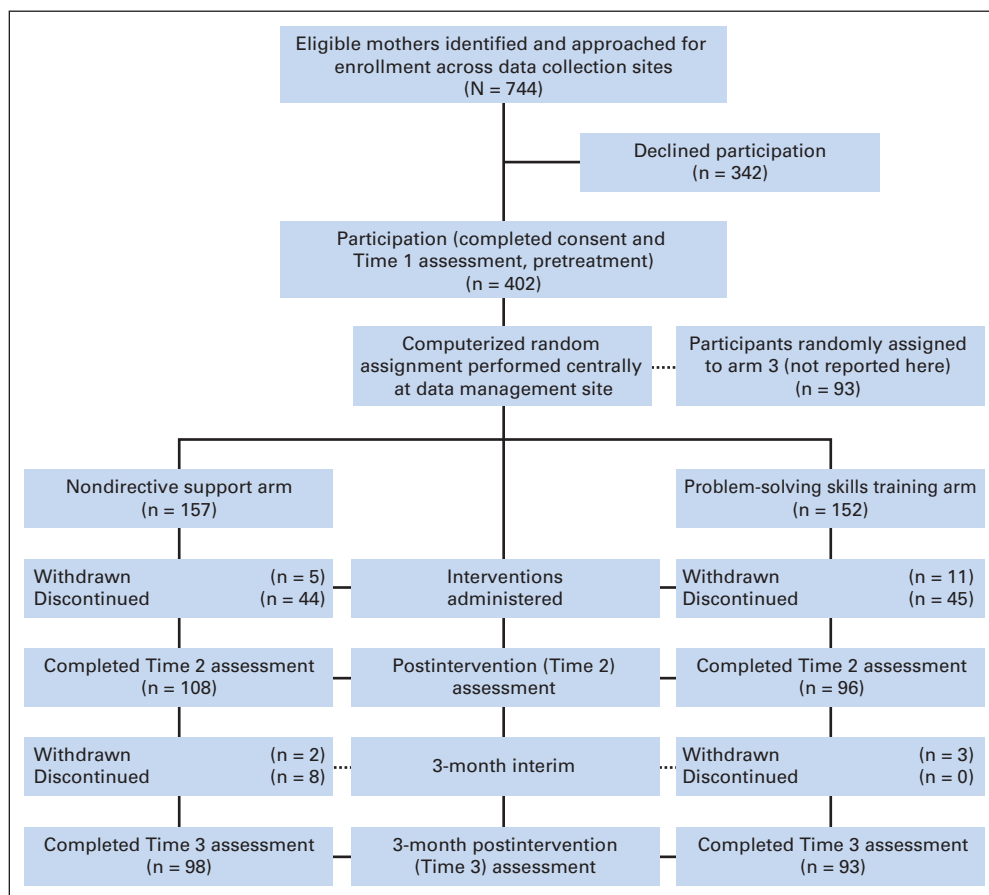 Eligible mothers identified and approached for
enrollment across data collection sites
(N = 744)
Declined participation
(n = 342)
Participation (completed consent and
Time 1 assessment, pretreatment)
(n = 402)
Computerized random
assignment performed centrally
at data management site
Participants randomly assigned
to arm 3 (not reported here)
(n = 93)
Nondirective support arm
(n = 157)
Problem-solving skills training arm
(n = 152)
Withdrawn (n = 5)
Discontinued (n = 44)
Interventions
administered
Withdrawn (n = 11)
Discontinued (n = 45)
Completed Time 2 assessment
(n = 108)
Postintervention (Time 2)
assessment
Completed Time 2 assessment
(n = 96)
Withdrawn (n = 2)
Discontinued (n = 8)
3-month interim
Withdrawn (n = 3)
Discontinued (n = 0)
Completed Time 3 assessment
(n = 98)
3-month postintervention
(Time 3) assessment
Completed Time 3 assessment
(n = 93)